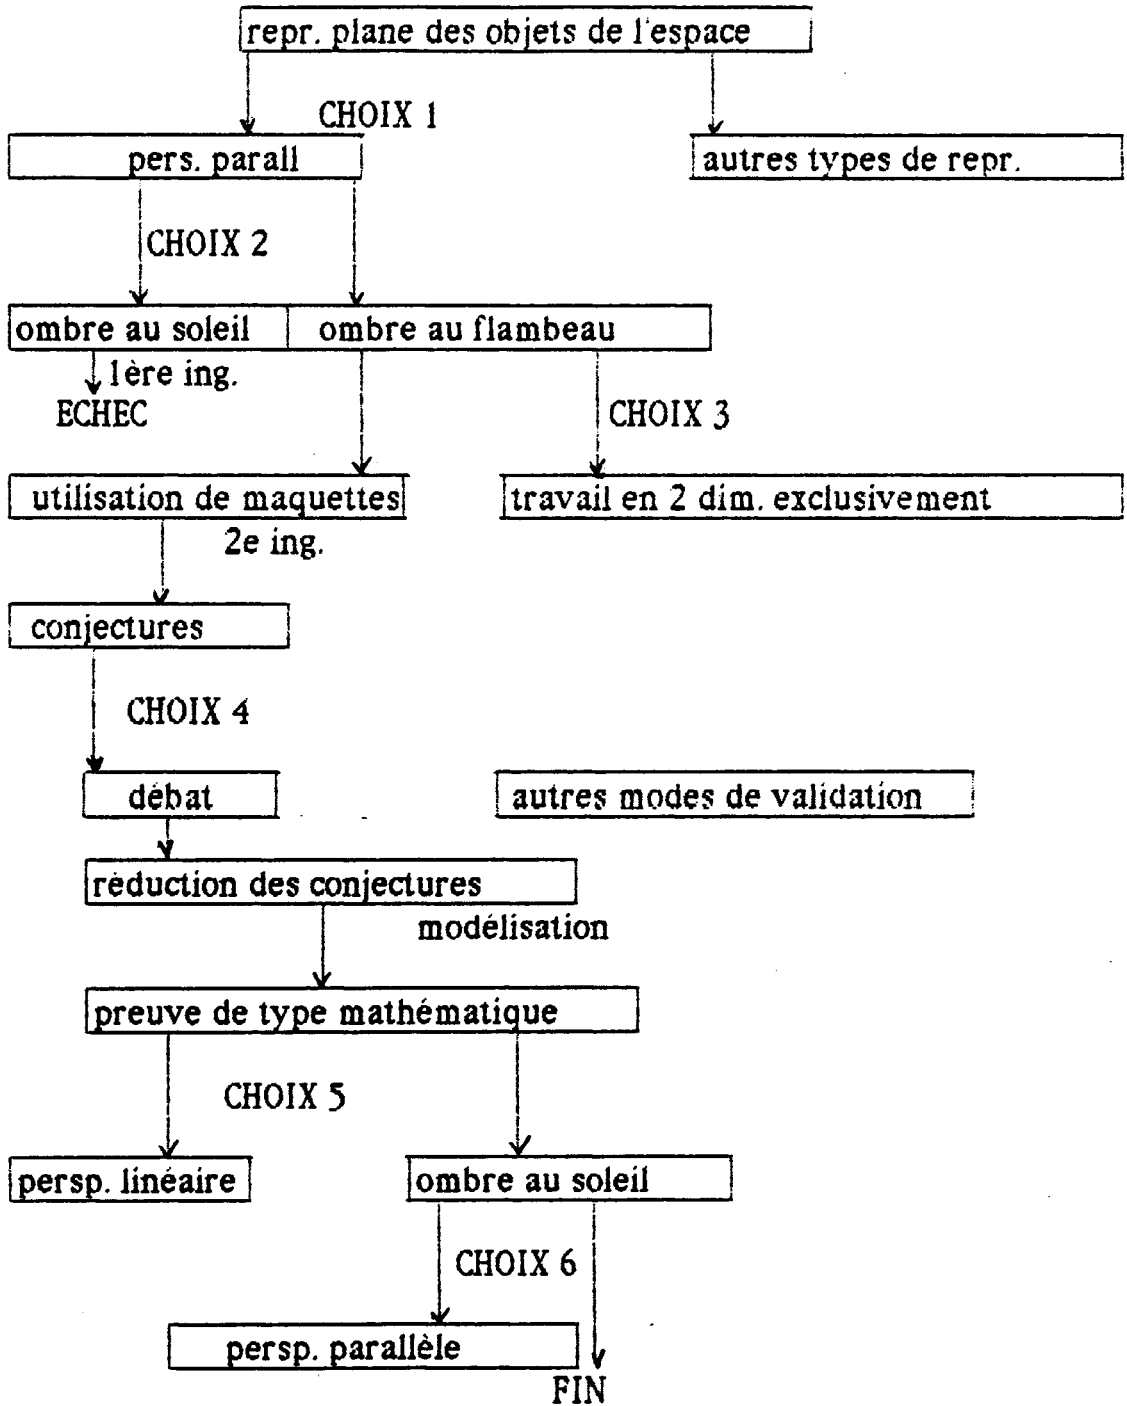 repr. plane des objets de l'espace
CHOIX 1
pers. parall
autres types de repr.
CHOIX 2
ombre au soleil
ombre au flambeau
1ère ing.
ECHEC
CHOIX 3
utilisation de maquettes
travail en 2 dim. exclusivement
2e ing.
conjectures
CHOIX 4
débat
autres modes de validation
réduction des conjectures
modélisation
preuve de type mathématique
CHOIX 5
persp. linéaire
ombre au soleil
CHOIX 6
persp. parallèle
FIN